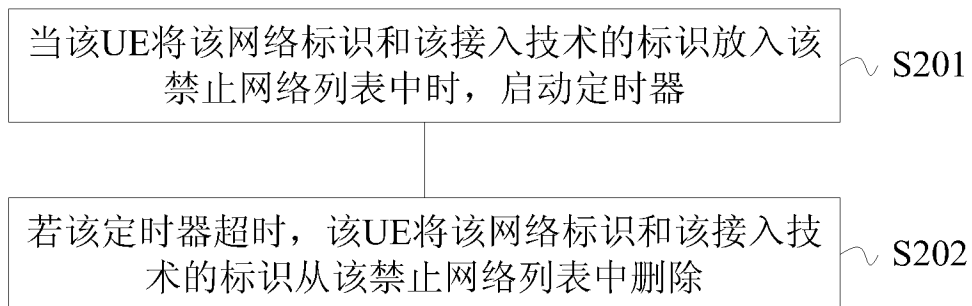 当该UE将该网络标识和该接入技术的标识放入该
禁止网络列表中时，启动定时器
S201
若该定时器超时，该UE将该网络标识和该接入技
术的标识从该禁止网络列表中删除
S202